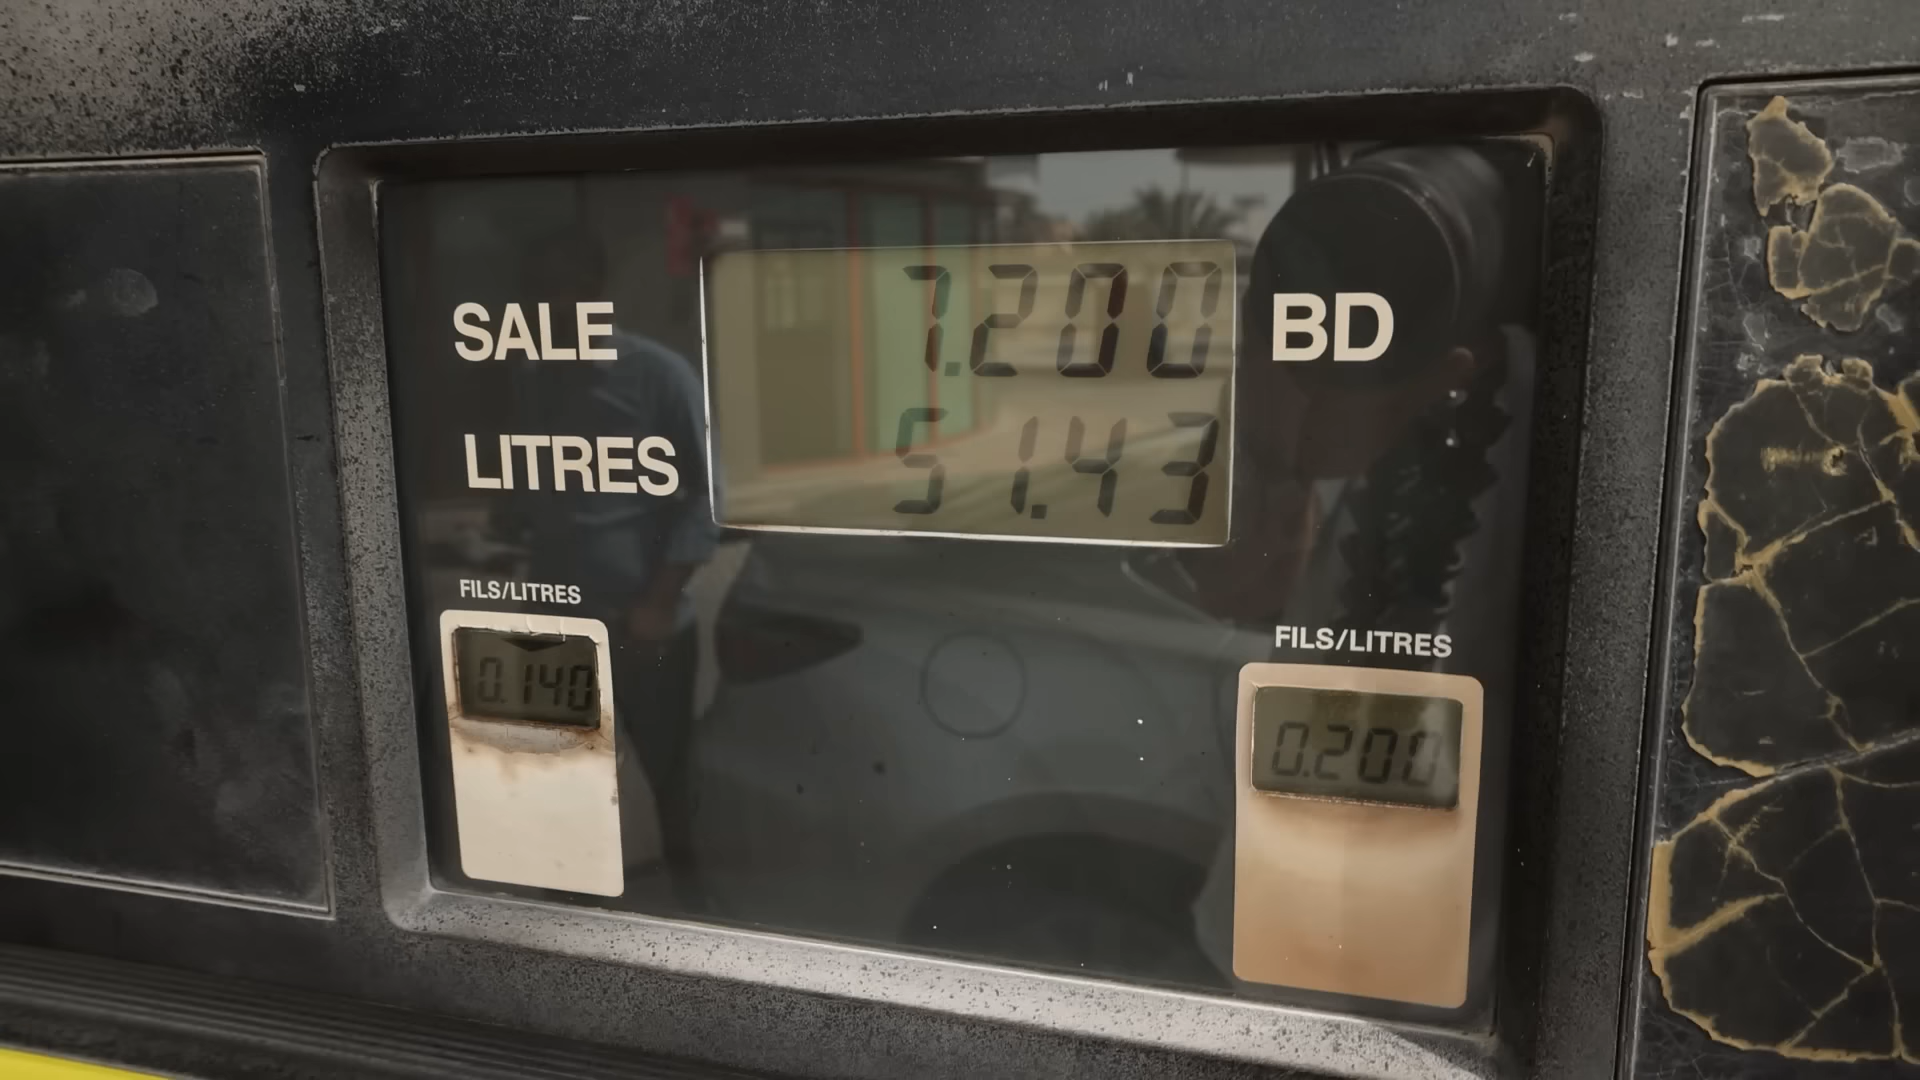 SALE 7.200 BD
LITRES 51.43
FILS/LITRES
0.140
FILS/LITRES
0.200